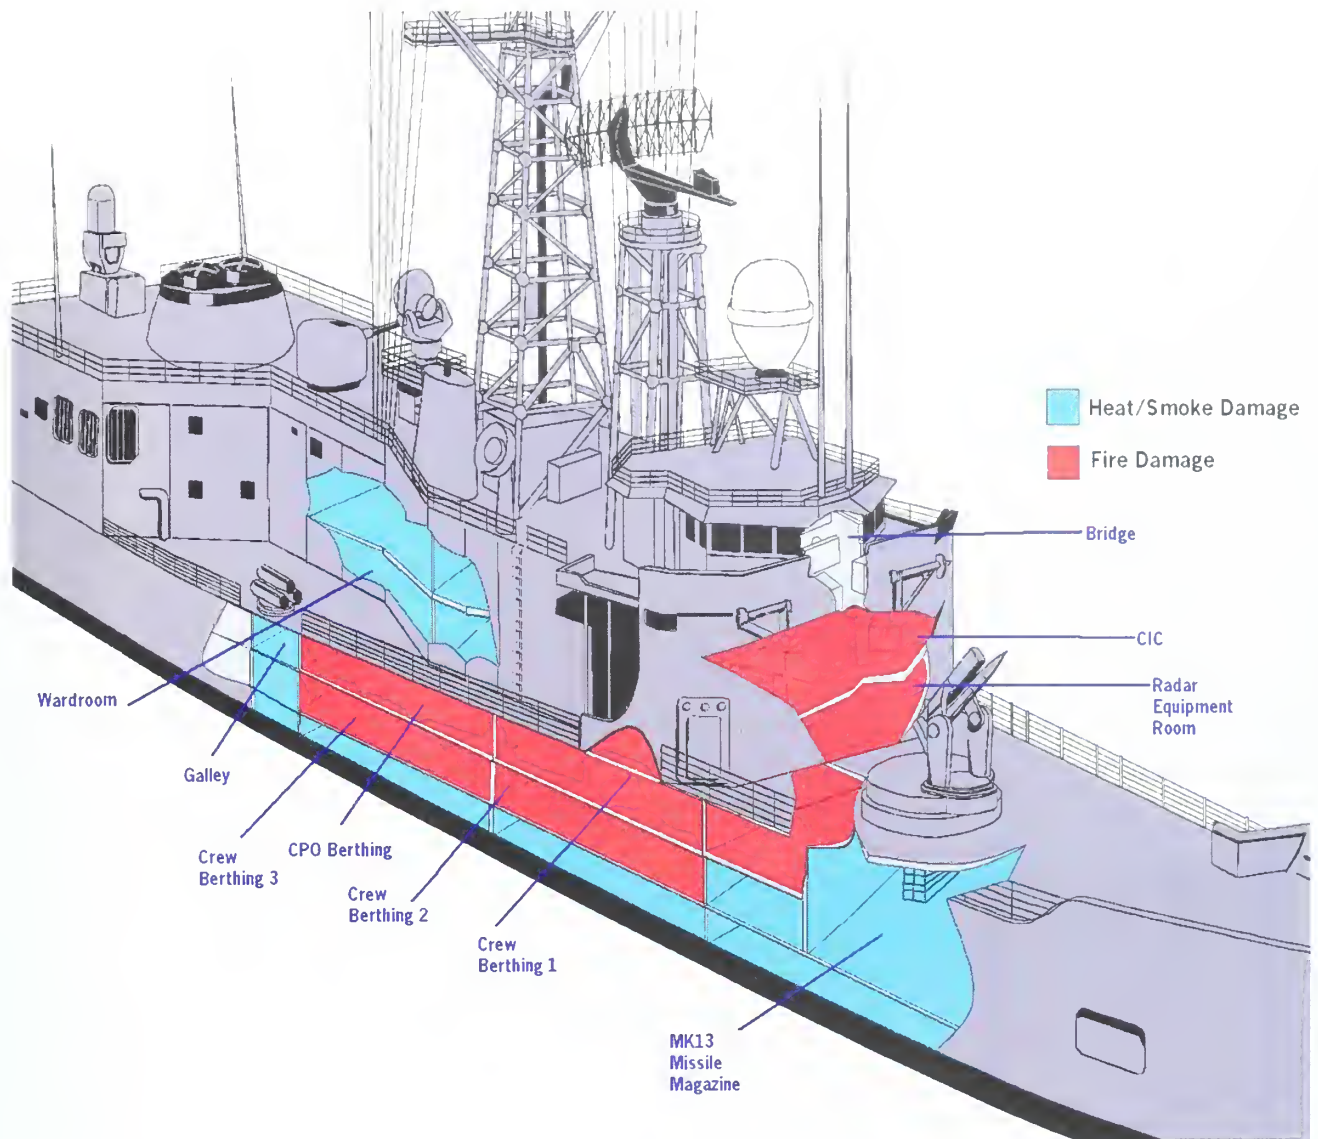 Heat/Smoke Damage
Fire Damage
Bridge
CIC
Radar
Equipment
Room
Wardroom
Galley
Crew
Berthing 3
CPO Berthing
Crew
Berthing 2
Crew
Berthing 1
MK13
Missile
Magazine